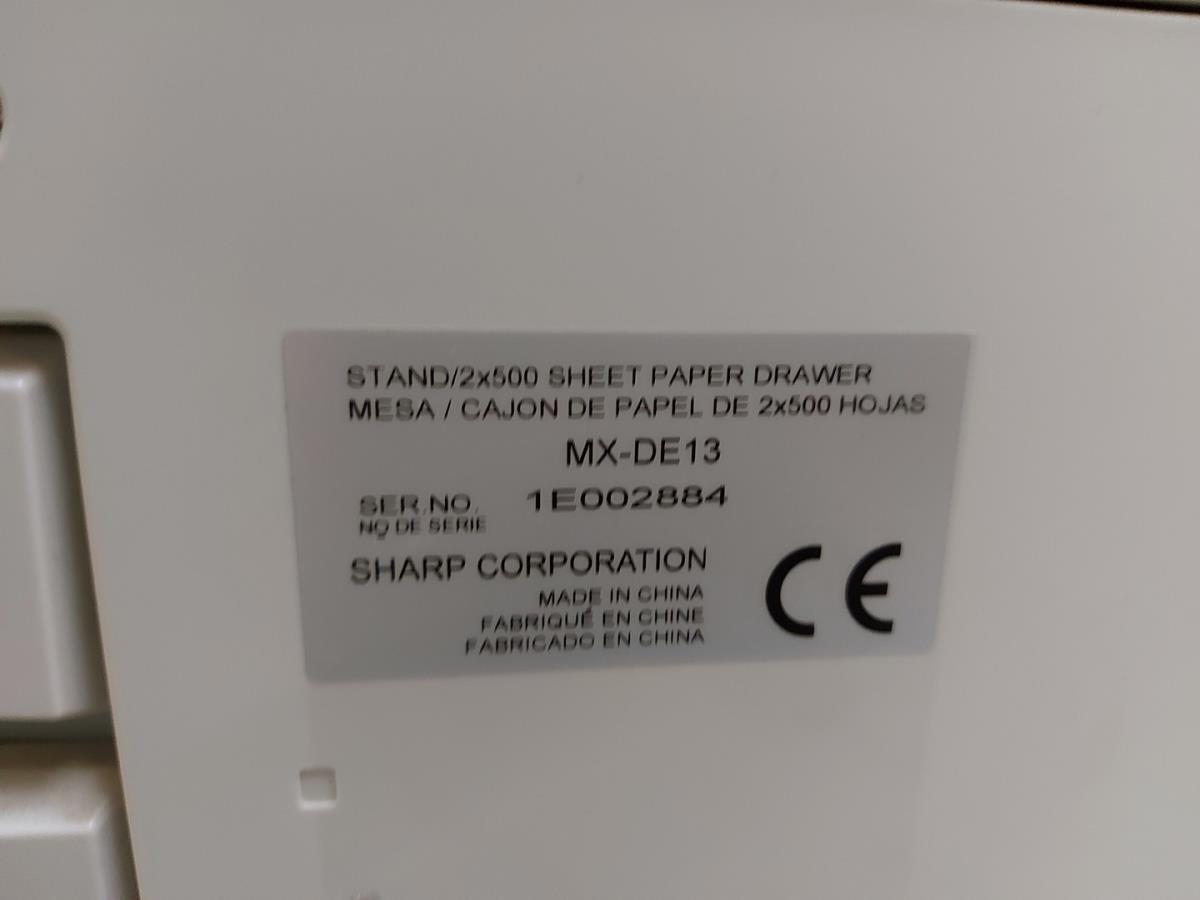 STAND/2x500 SHEET PAPER DRAWER
MESA / CAJON DE PAPEL DE 2x500 HOJAS
MX-DE13
SER.NO. 1E002884
NO DE SERIE
SHARP CORPORATION
MADE IN CHINA
FABRIQUÉ EN CHINE
FABRICADO EN CHINA
CE